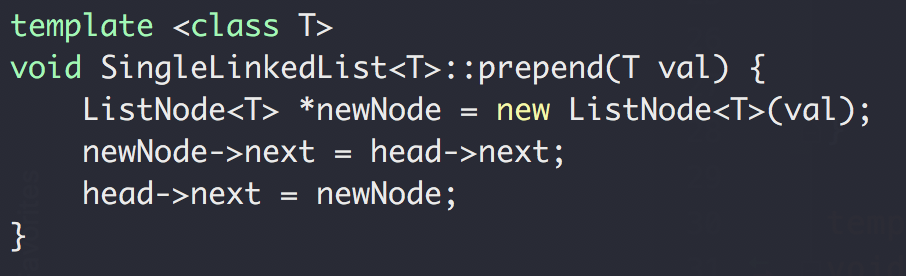 template <class T>
void SingleLinkedList<T>::prepend(T val) {
    ListNode<T> *newNode = new ListNode<T>(val);
    newNode->next = head->next;
    head->next = newNode;
}